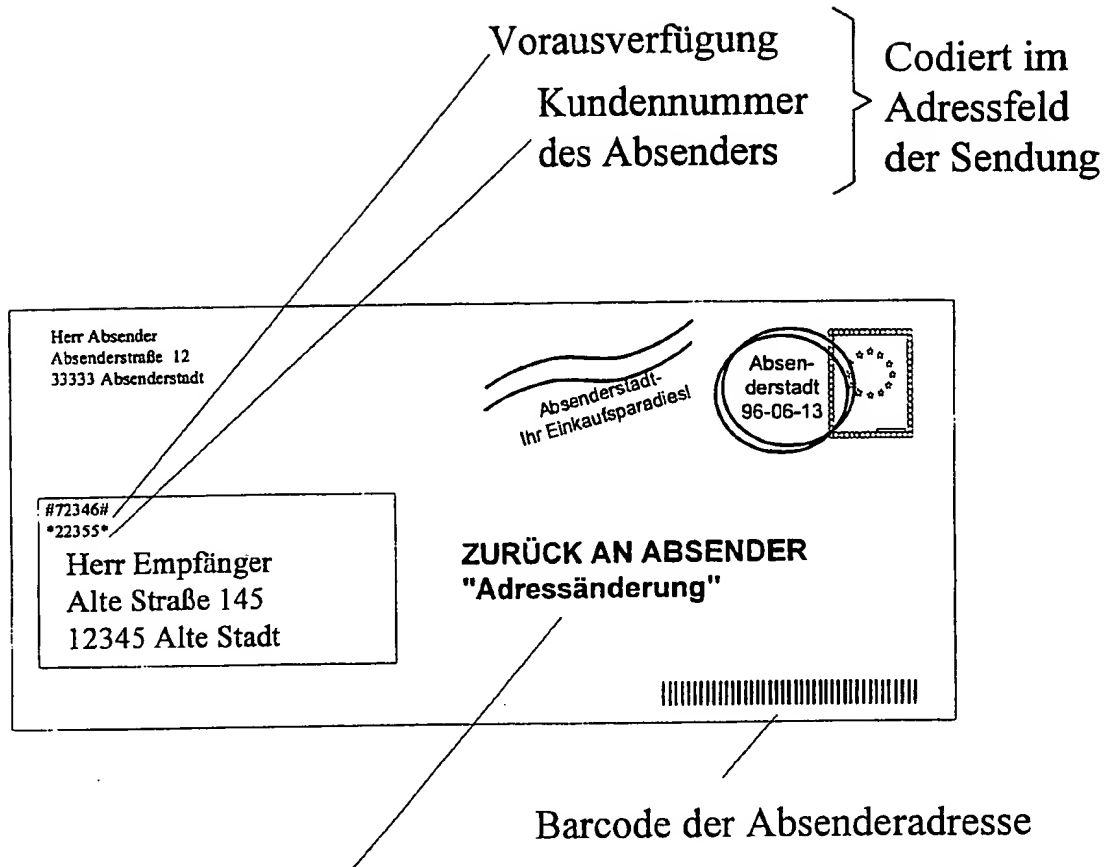 Vorausverfügung
Kundennummer
des Absenders
Codiert im
Adressfeld
der Sendung
Herr Absender
Absenderstraße 12
33333 Absenderstadt
Absenderstadt-
Ihr Einkaufsparadies!
Absen-
derstadt
96-06-13
#72346#
*22355*
Herr Empfänger
Alte Straße 145
12345 Alte Stadt
ZURÜCK AN ABSENDER
"Adressänderung"
Barcode der Absenderadresse